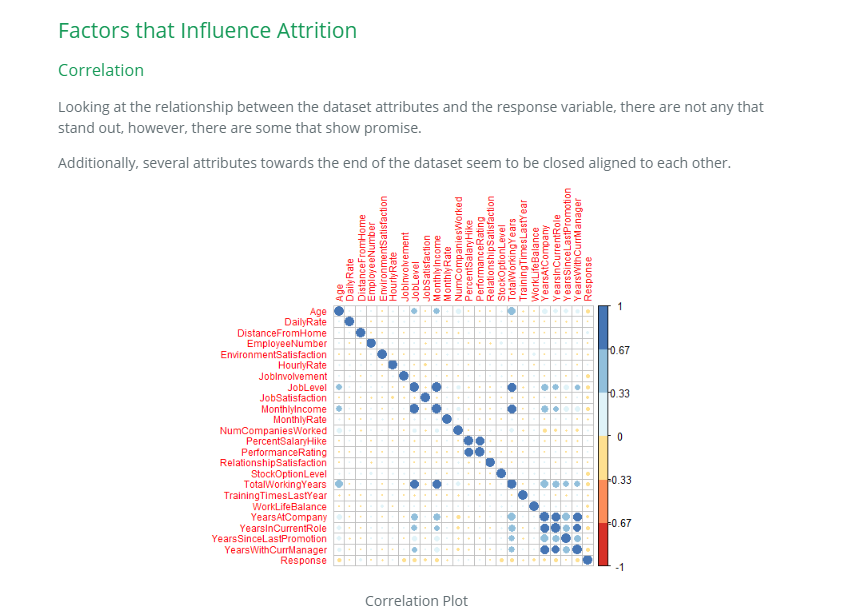 Factors that Influence Attrition
Correlation
Looking at the relationship between the dataset attributes and the response variable, there are not any that
stand out, however, there are some that show promise.
Additionally, several attributes towards the end of the dataset seem to be closed aligned to each other.
Age
DailyRate
DistanceFromHome
EmployeeNumber
EnvironmentSatisfaction
HourlyRate
JobInvolvement
JobLevel
JobSatisfaction
MonthlyIncome
MonthlyRate
NumCompaniesWorked
PercentSalaryHike
PerformanceRating
RelationshipSatisfaction
StockOptionLevel
TotalWorkingYears
TrainingTimesLastYear
WorkLifeBalance
YearsAtCompany
YearsInCurrentRole
YearsSinceLastPromotion
YearsWithCurrManager
Response
Age
DailyRate
DistanceFromHome
EmployeeNumber
EnvironmentSatisfaction
HourlyRate
JobInvolvement
JobLevel
JobSatisfaction
MonthlyIncome
MonthlyRate
NumCompaniesWorked
PercentSalaryHike
PerformanceRating
RelationshipSatisfaction
StockOptionLevel
TotalWorkingYears
TrainingTimesLastYear
WorkLifeBalance
YearsAtCompany
YearsInCurrentRole
YearsSinceLastPromotion
YearsWithCurrManager
Response
1
0.67
0.33
0
-0.33
-0.67
-1
Correlation Plot